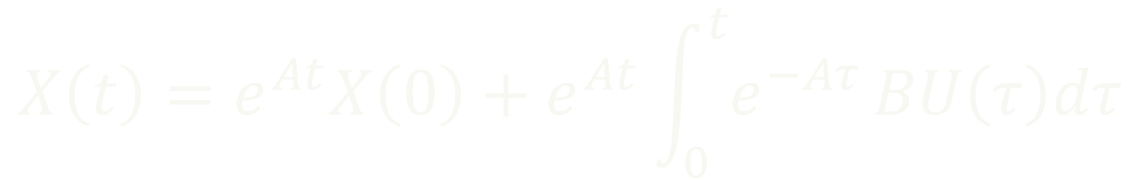 X(t) = e^{At}X(0) + e^{At} ∫_0^t e^{-Aτ} BU(τ)dτ